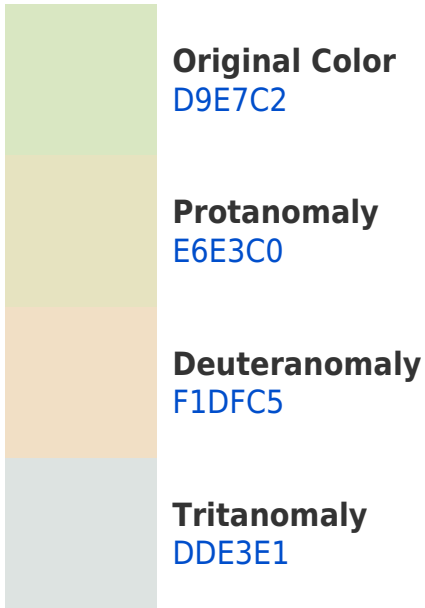 Original Color
D9E7C2
Protanomaly
E6E3C0
Deuteranomaly
F1DFC5
Tritanomaly
DDE3E1